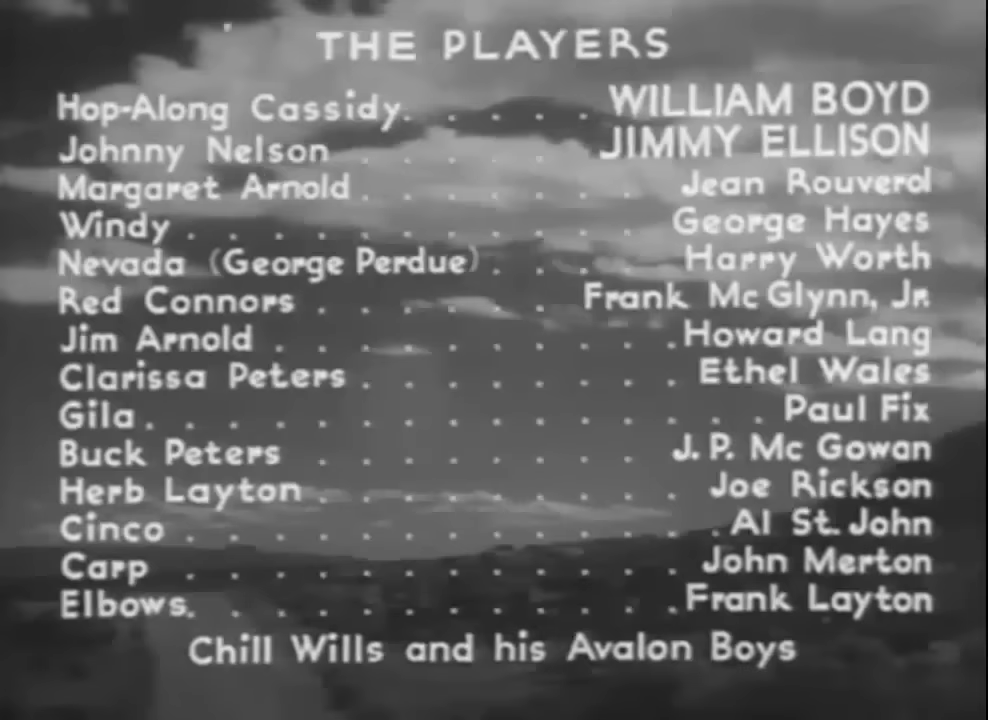 THE PLAYERS
Hop-Along Cassidy. . . . . WILLIAM BOYD
Johnny Nelson . . . . . JIMMY ELLISON
Margaret Arnold . . . . . . . Jean Rouverol
Windy . . . . . . . . . . . George Hayes
Nevada (George Perdue) . . . Harry Worth
Red Connors . . . . . . Frank McGlynn, Jr.
Jim Arnold . . . . . . . . . . Howard Lang
Clarissa Peters . . . . . . . . Ethel Wales
Gila . . . . . . . . . . . . . . . Paul Fix
Buck Peters . . . . . . . . J. P. Mc Gowan
Herb Layton . . . . . . . . . Joe Rickson
Cinco . . . . . . . . . . . . . Al St. John
Carp . . . . . . . . . . . . John Merton
Elbows. . . . . . . . . . . . Frank Layton
Chill Wills and his Avalon Boys